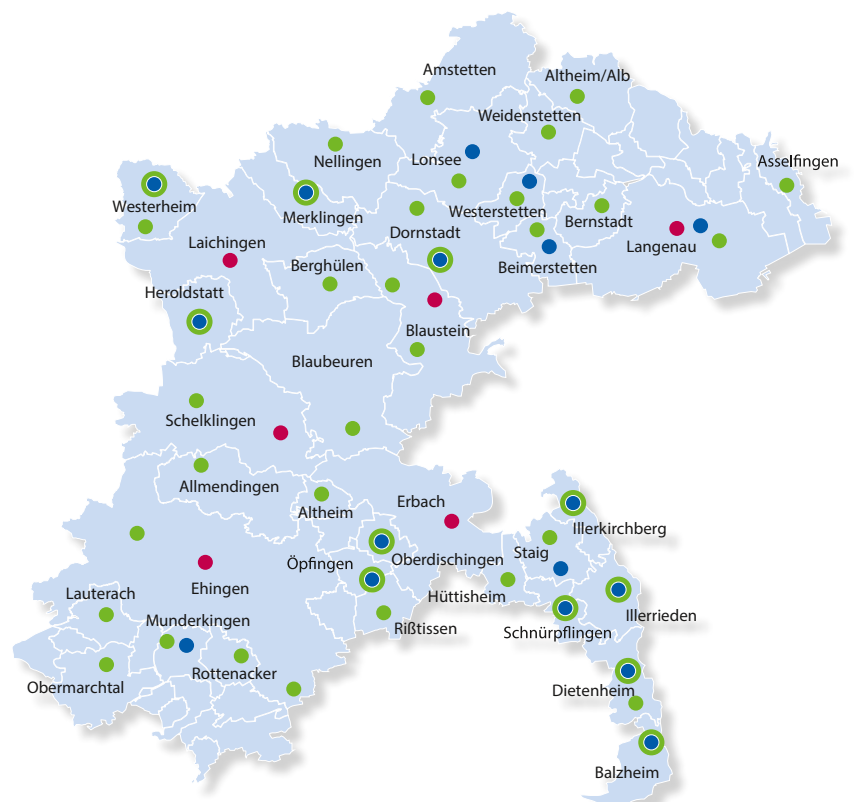 Amstetten
Altheim/Alb
Weidenstetten
Nellingen
Lonsee
Asselfingen
Westerheim
Merklingen
Westerstetten
Bernstadt
Laichingen
Dornstadt
Langenau
Berghülen
Beimerstetten
Heroldstatt
Blaustein
Blaubeuren
Schelklingen
Allmendingen
Altheim
Erbach
Illerkirchberg
Öpfingen
Oberdischingen
Staig
Ehingen
Hüttisheim
Lauterach
Munderkingen
Rißtissen
Schnürpflingen
Illerrieden
Obermarchtal
Rottenacker
Dietenheim
Balzheim